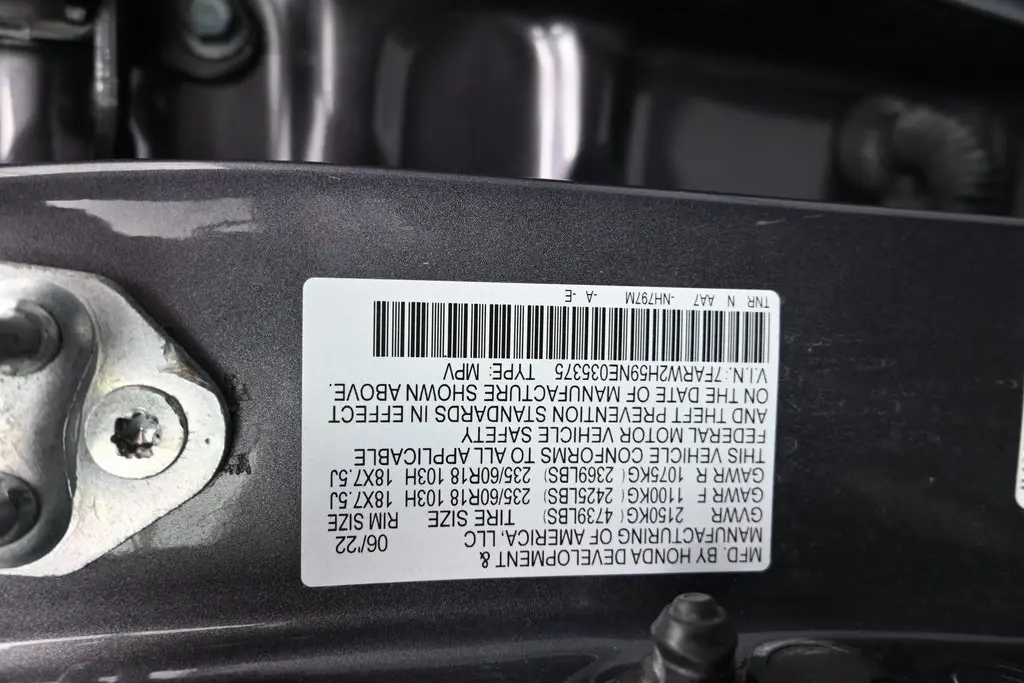 MFD. BY HONDA DEVELOPMENT &
MANUFACTURING OF AMERICA, LLC 06/'22
GVWR 2150KG(4739LBS) TIRE SIZE RIM SIZE
GAWR F 1100KG(2425LBS) 235/60R18 103H 18X7.5J
GAWR R 1075KG(2369LBS) 235/60R18 103H 18X7.5J
THIS VEHICLE CONFORMS TO ALL APPLICABLE
FEDERAL MOTOR VEHICLE SAFETY
AND THEFT PREVENTION STANDARDS IN EFFECT
ON THE DATE OF MANUFACTURE SHOWN ABOVE.
V.I.N.:7FARW2H59NE035375 TYPE: MPV
TNR N AA7 -NH797M -A -E